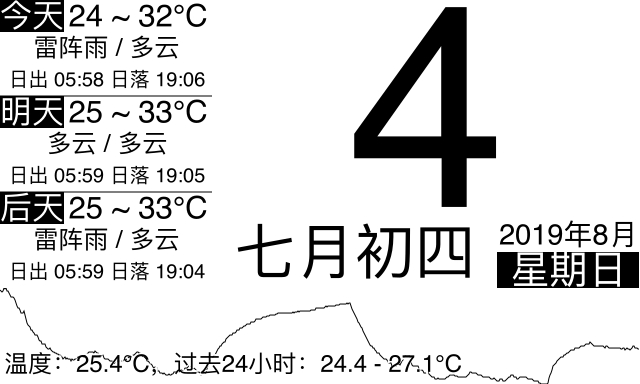 今天 24 ~ 32°C
雷阵雨 / 多云
日出 05:58 日落 19:06
明天 25 ~ 33°C
多云 / 多云
日出 05:59 日落 19:05
后天 25 ~ 33°C
雷阵雨 / 多云
日出 05:59 日落 19:04
4
七月初四
2019年8月
星期日
温度：25.4°C，过去24小时：24.4 - 27.1°C